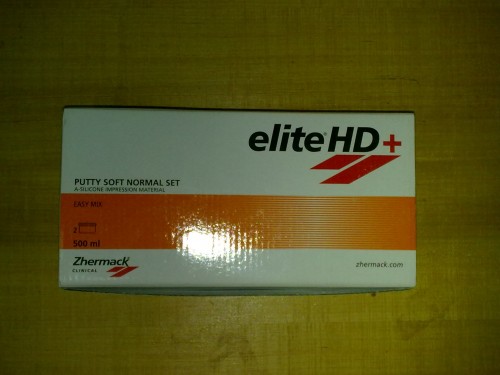 elite HD+
PUTTY SOFT NORMAL SET
A-SILICONE IMPRESSION MATERIAL
EASY MIX
2
500 ml
Zhermack
CLINICAL
zhermack.com